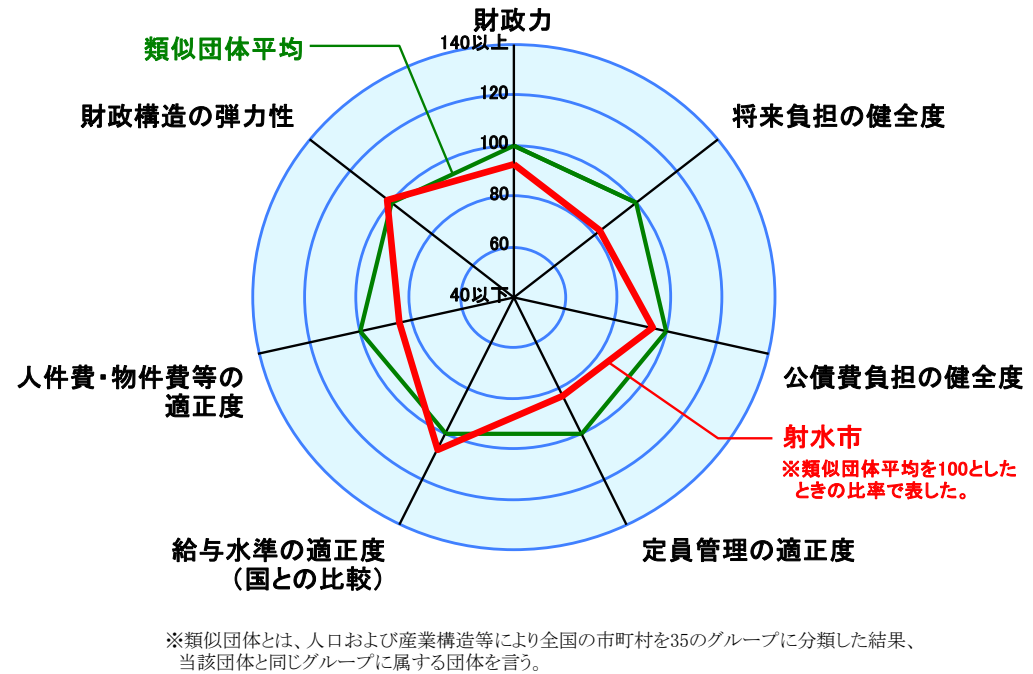 財政力
140以上
類似団体平均
120
財政構造の弾力性
将来負担の健全度
100
80
60
40以下
人件費・物件費等の
適正度
公債費負担の健全度
射水市
※類似団体平均を100とした
ときの比率で表した。
給与水準の適正度
（国との比較）
定員管理の適正度
※類似団体とは、人口および産業構造等により全国の市町村を35のグループに分類した結果、
当該団体と同じグループに属する団体を言う。